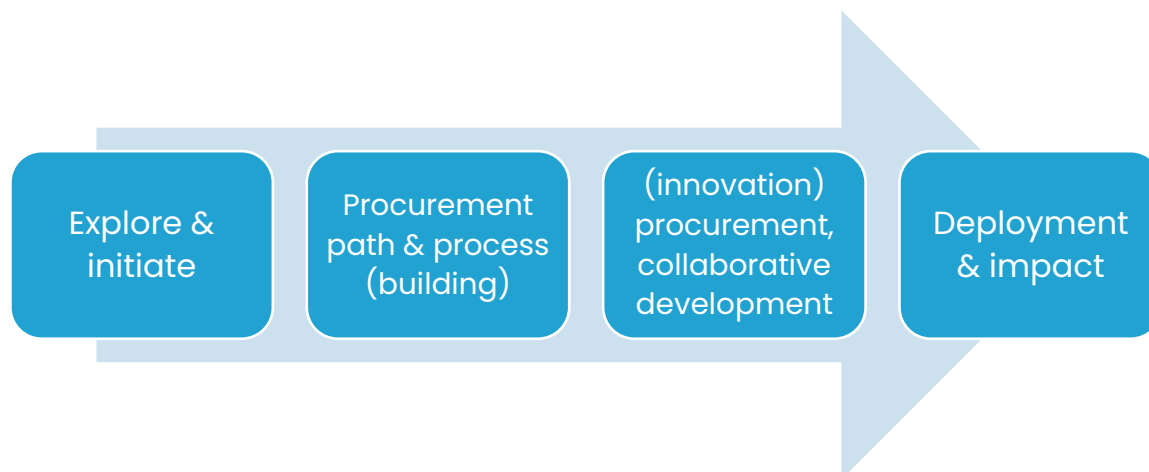 Explore &
initiate
Procurement
path & process
(building)
(innovation)
procurement,
collaborative
development
Deployment
& impact